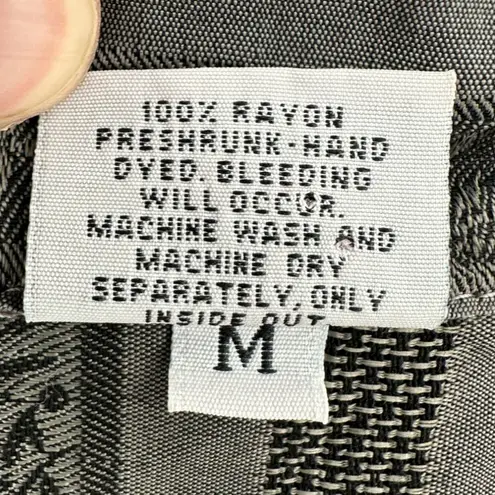 100% RAYON
PRESHRUNK-HAND
DYED. BLEEDING
WILL OCCUR.
MACHINE WASH AND
MACHINE DRY
SEPARATELY, ONLY
INSIDE OUT
M